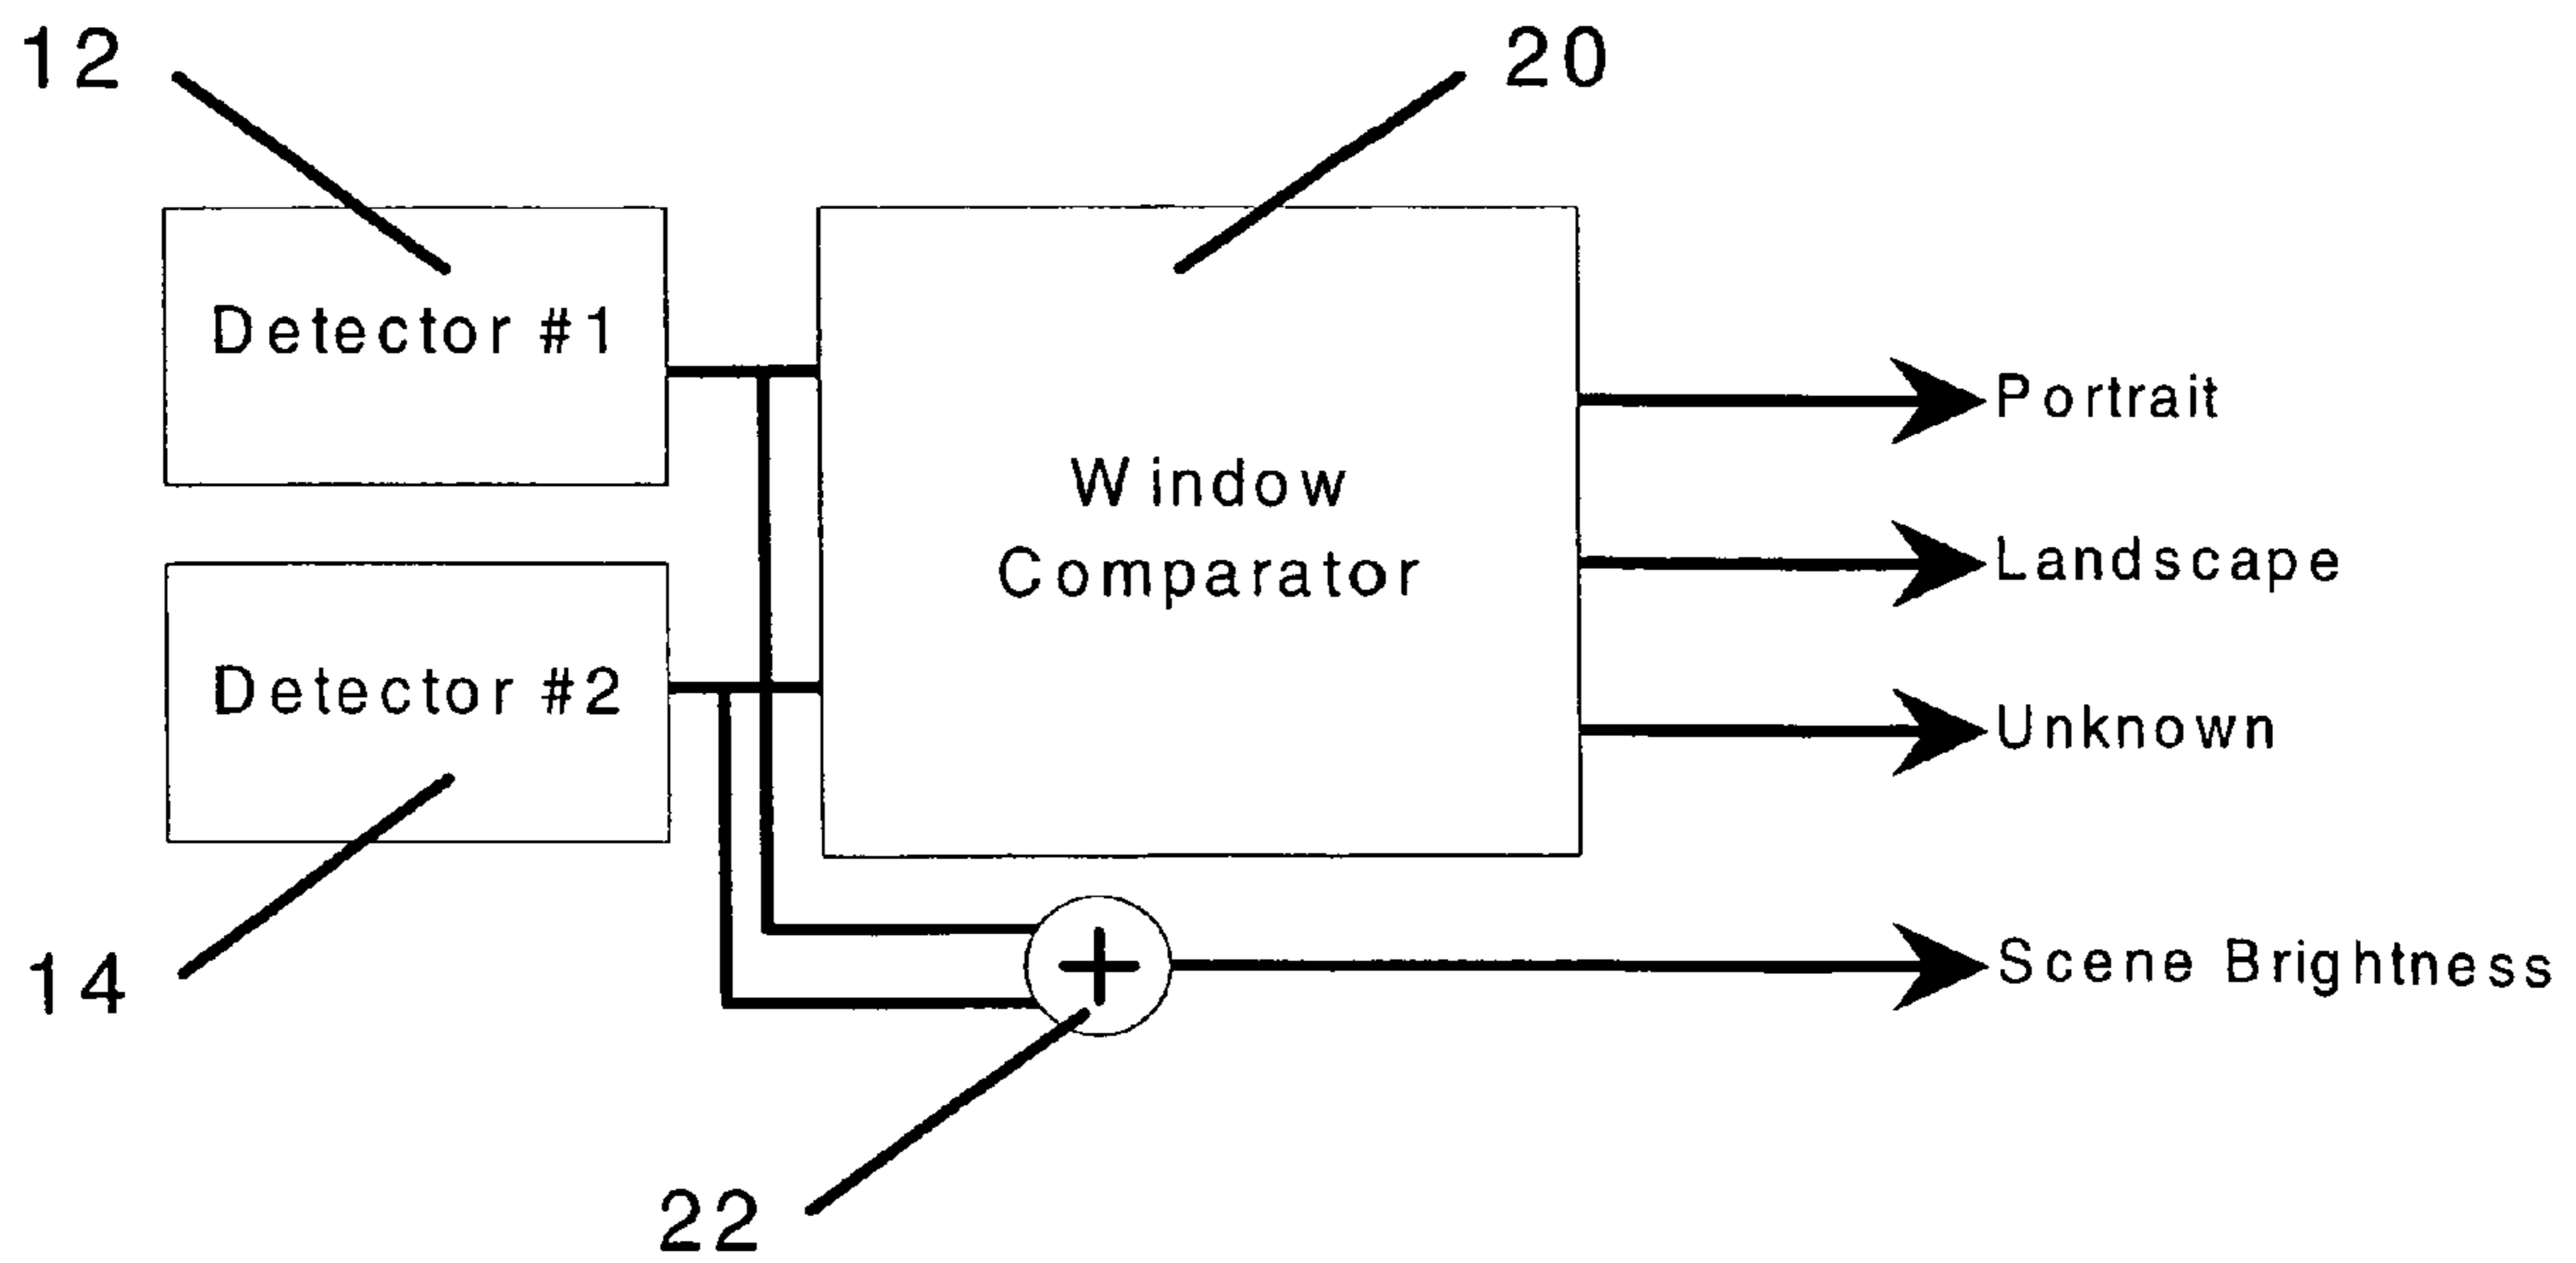 12
20
Detector #1
Portrait
Window
Comparator
Landscape
Detector #2
Unknown
14
+
Scene Brightness
22